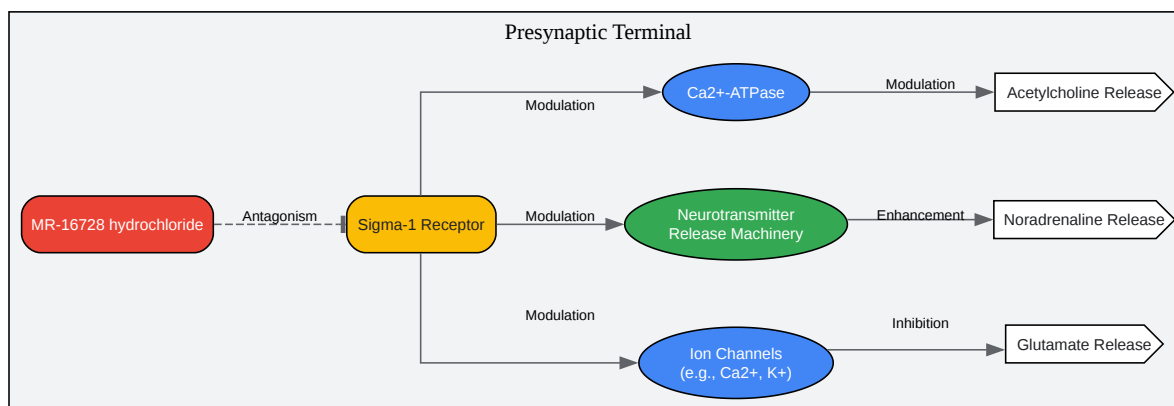 Presynaptic Terminal
Ca2+-ATPase
Modulation
Modulation
Acetylcholine Release
MR-16728 hydrochloride
Antagonism
Sigma-1 Receptor
Modulation
Neurotransmitter
Release Machinery
Enhancement
Noradrenaline Release
Modulation
Inhibition
Ion Channels
(e.g., Ca2+, K+)
Glutamate Release